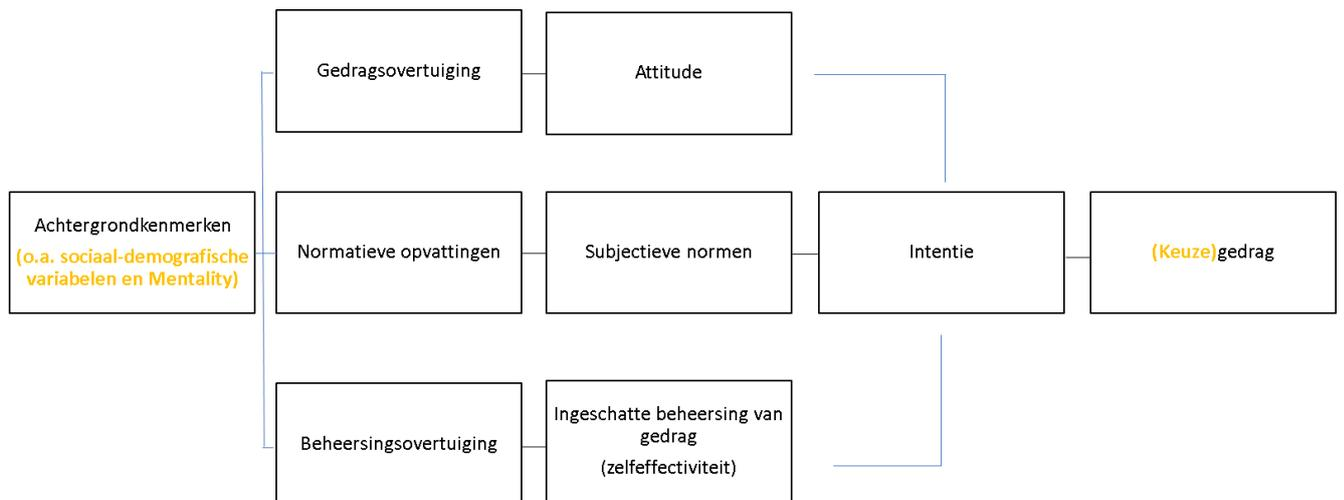 Gedragsovertuiging
Attitude
Achtergrondkenmerken
(o.a. sociaal-demografische
variabelen en Mentality)
Normatieve opvattingen
Subjectieve normen
Intentie
(Keuze)gedrag
Beheersingsovertuiging
Ingeschatte beheersing van
gedrag
(zelfeffectiviteit)